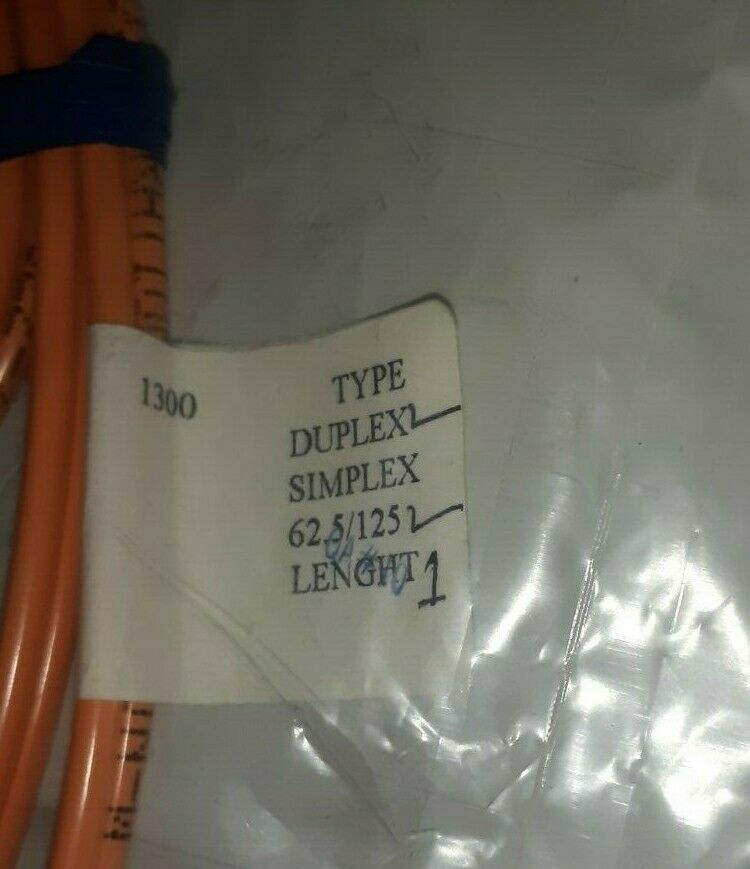 1300
TYPE
DUPLEX
SIMPLEX
62.5/125
LENGHT 1